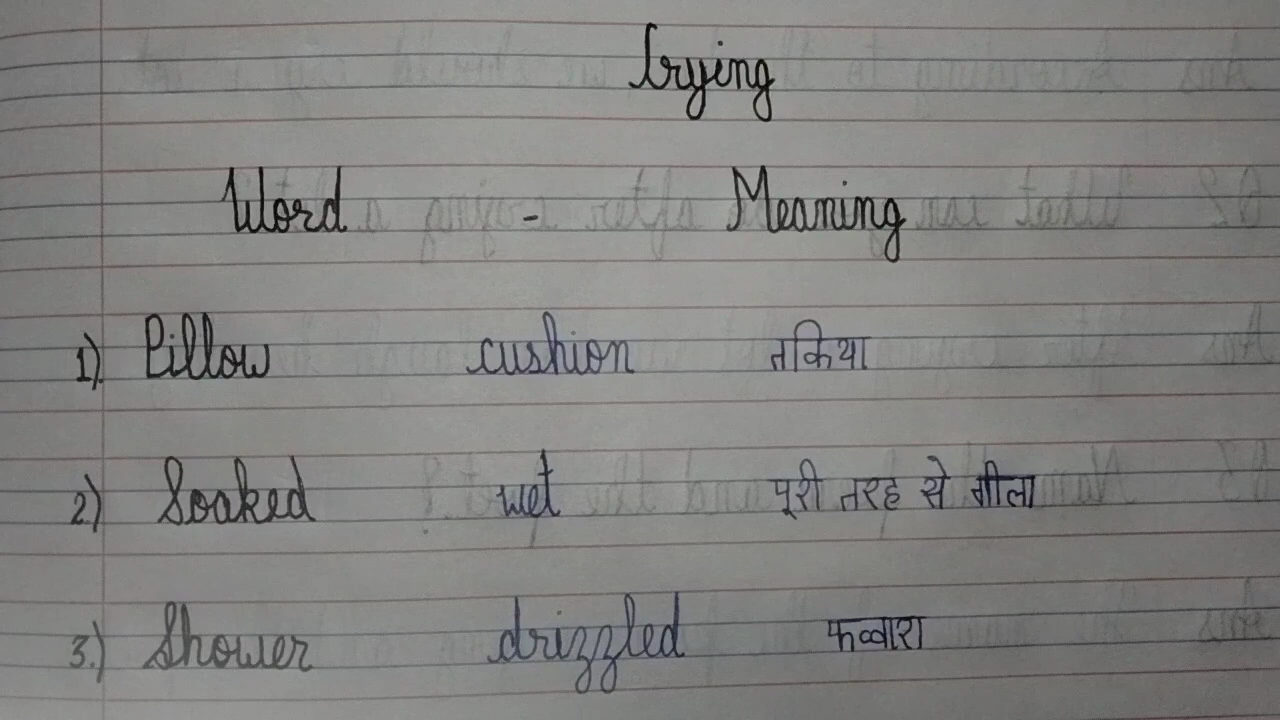 Crying
Word - Meaning
1) Pillow cushion तकिया
2) Soaked wet पूरी तरह से गीला
3.) Shower drizzled फव्वारा